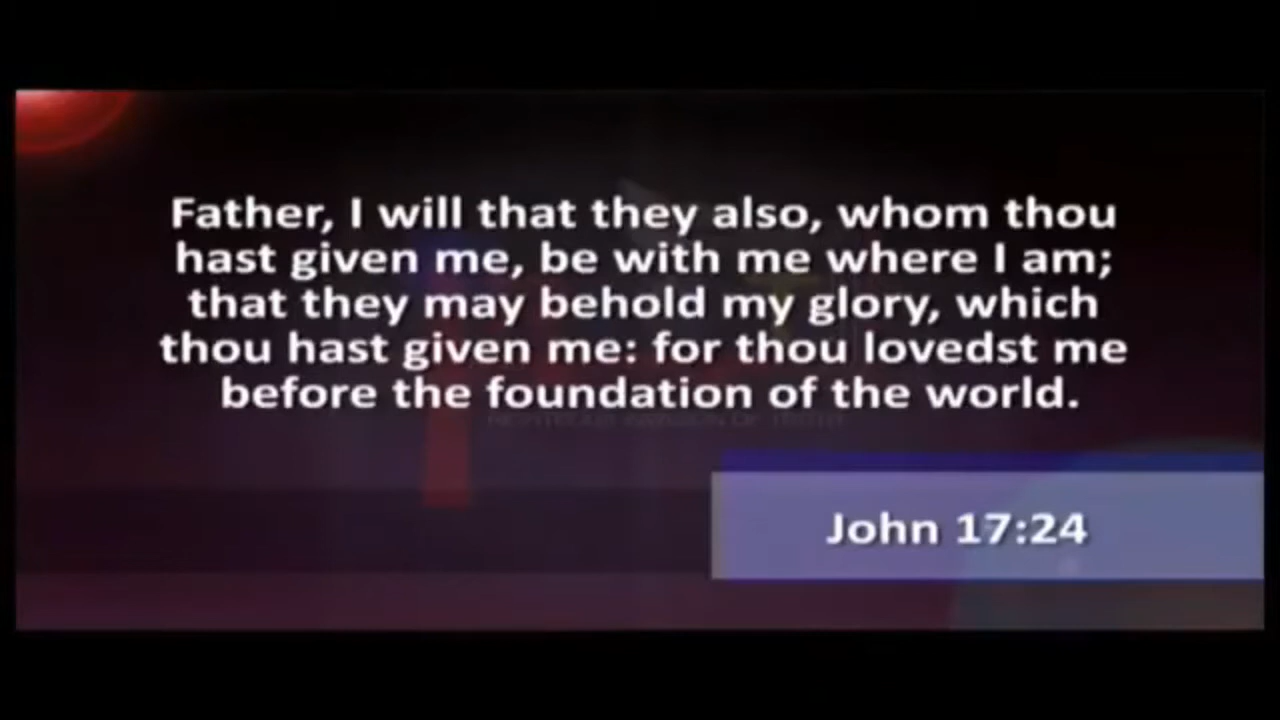 Father, I will that they also, whom thou
hast given me, be with me where I am;
that they may behold my glory, which
thou hast given me: for thou lovedst me
before the foundation of the world.
John 17:24